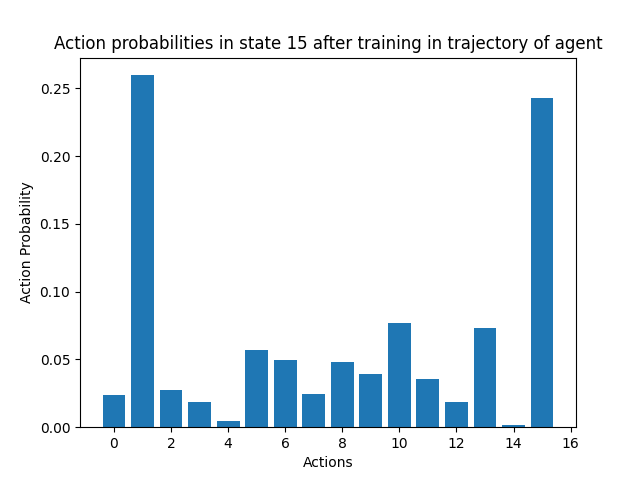 Action probabilities in state 15 after training in trajectory of agent
0.25
0.20
0.15
0.10
0.05
0.00
Action Probability
0 2 4 6 8 10 12 14 16
Actions